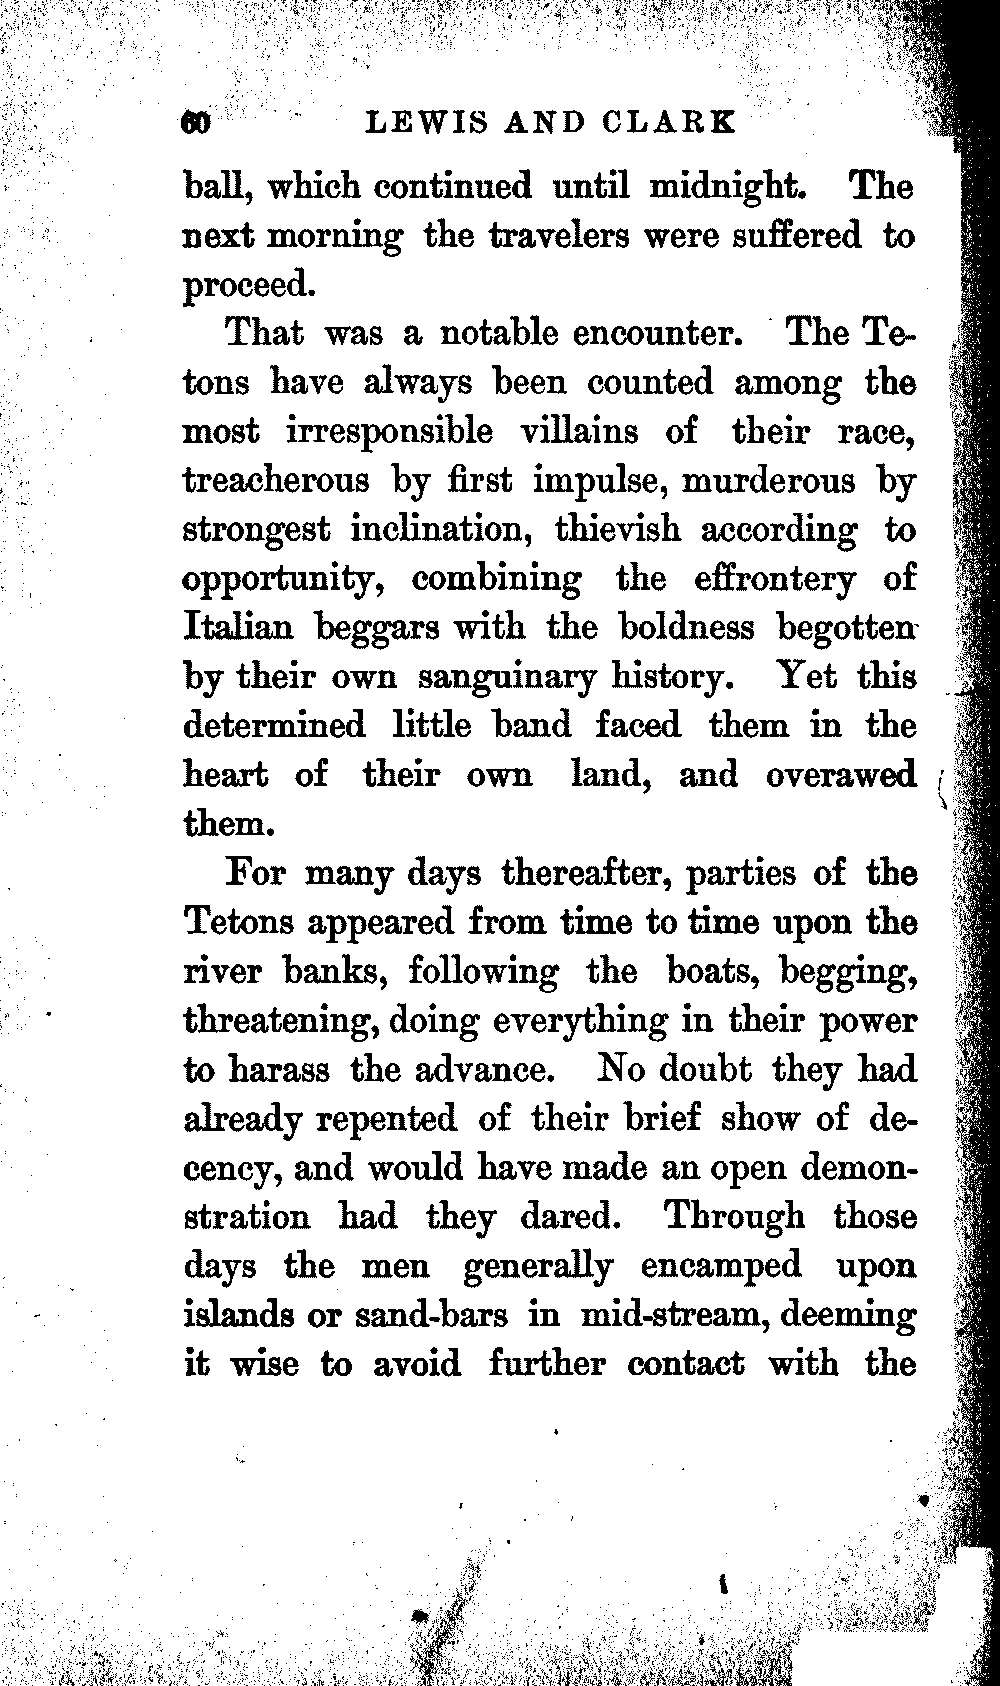 60 LEWIS AND CLARK
ball, which continued until midnight. The
next morning the travelers were suffered to
proceed.
That was a notable encounter. The Te-
tons have always been counted among the
most irresponsible villains of their race,
treacherous by first impulse, murderous by
strongest inclination, thievish according to
opportunity, combining the effrontery of
Italian beggars with the boldness begotten
by their own sanguinary history. Yet this
determined little band faced them in the
heart of their own land, and overawed
them.
For many days thereafter, parties of the
Tetons appeared from time to time upon the
river banks, following the boats, begging,
threatening, doing everything in their power
to harass the advance. No doubt they had
already repented of their brief show of de-
cency, and would have made an open demon-
stration had they dared. Through those
days the men generally encamped upon
islands or sand-bars in mid-stream, deeming
it wise to avoid further contact with the